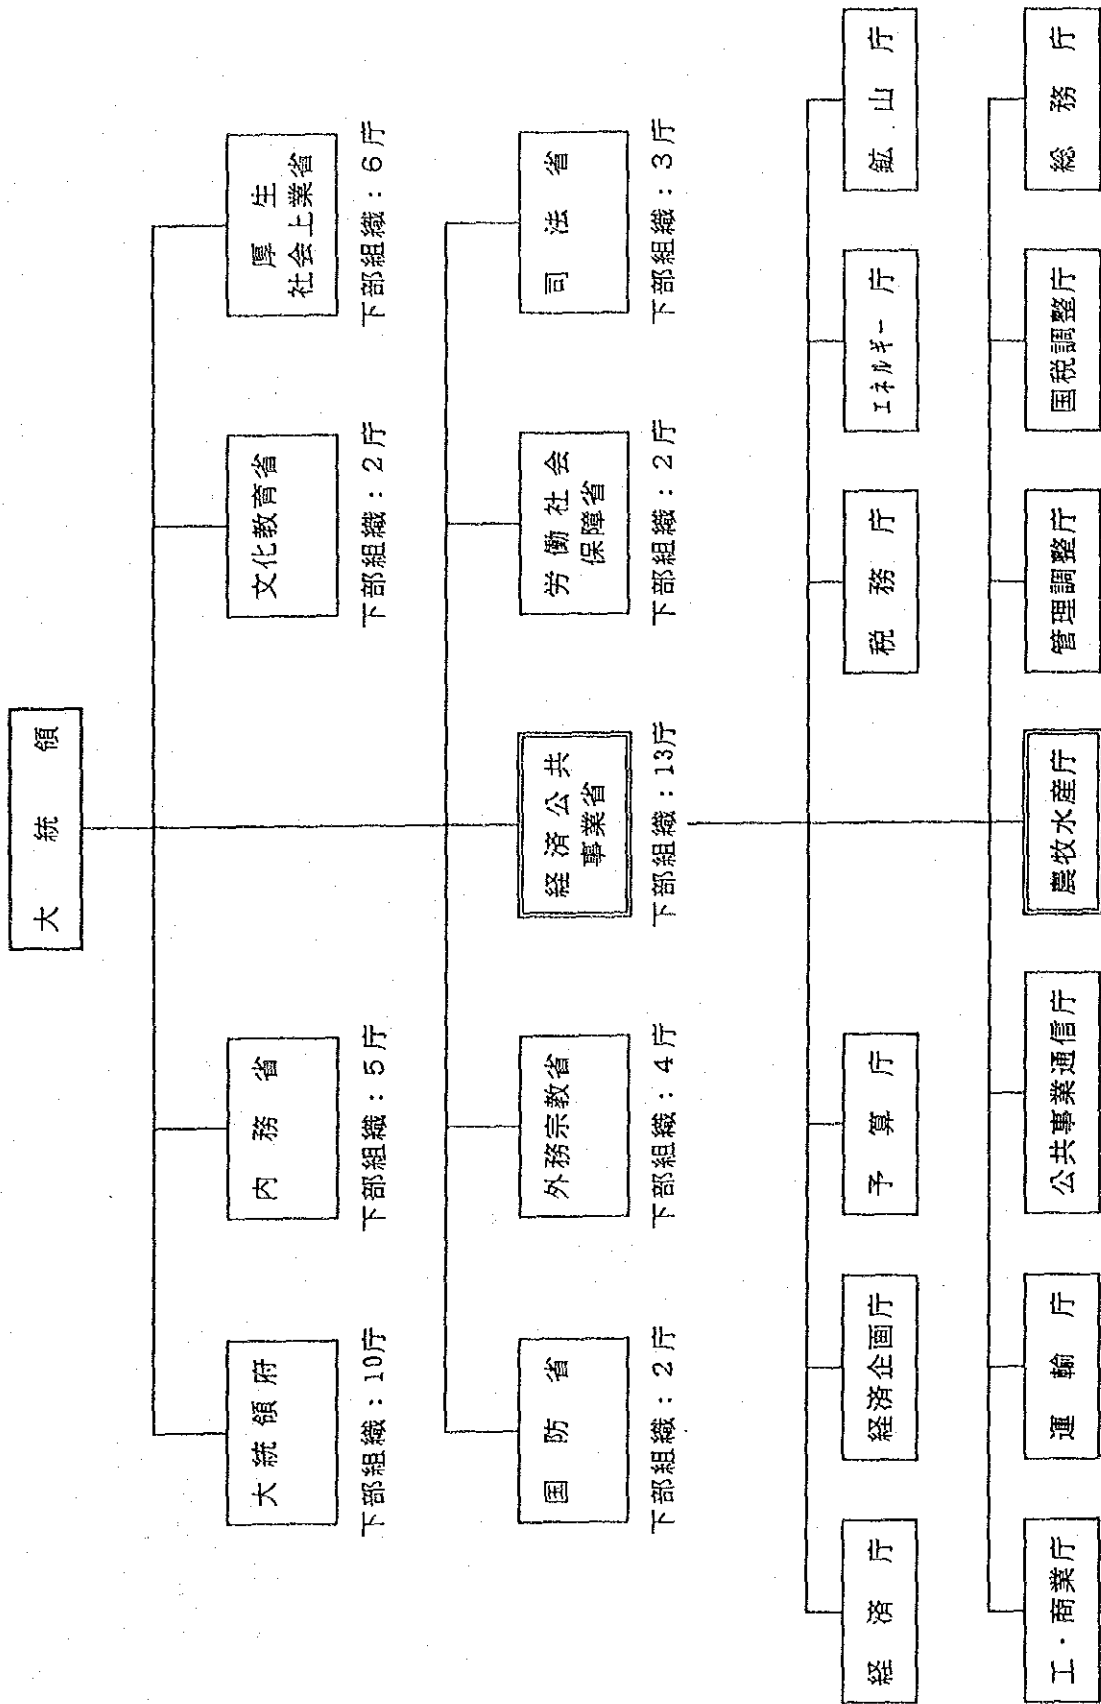 大統領
大統領府
下部組織：10庁
内務省
下部組織：5庁
文化教育省
下部組織：2庁
厚生
社会上業省
下部組織：6庁
国防省
下部組織：2庁
外務宗教省
下部組織：4庁
経済公共
事業省
下部組織：13庁
労働社会
保障省
下部組織：2庁
司法省
下部組織：3庁
経済庁
経済企画庁
予算庁
税務庁
エネルギー庁
鉱山庁
工・商業庁
運輸庁
公共事業通信庁
農牧水産庁
管理調整庁
国税調整庁
総務庁